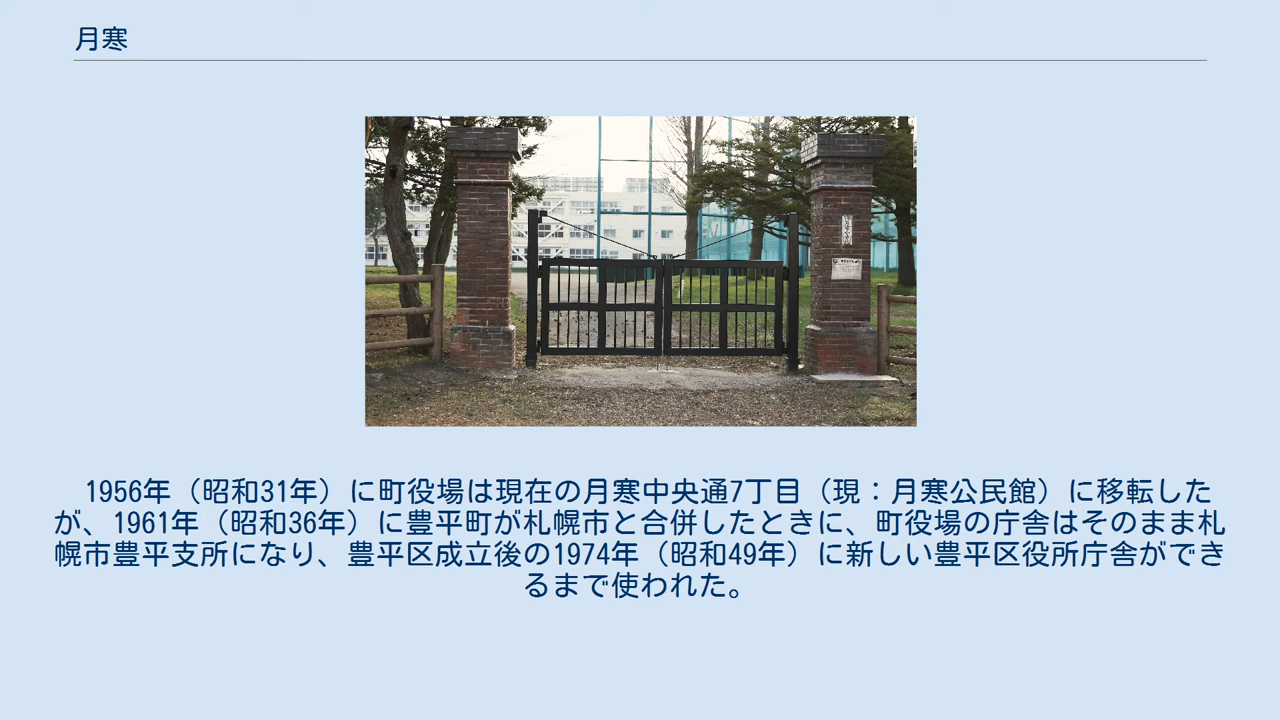 月寒
1956年（昭和31年）に町役場は現在の月寒中央通7丁目（現：月寒公民館）に移転した
が、1961年（昭和36年）に豊平町が札幌市と合併したときに、町役場の庁舎はそのまま札
幌市豊平支所になり、豊平区成立後の1974年（昭和49年）に新しい豊平区役所庁舎ができ
るまで使われた。